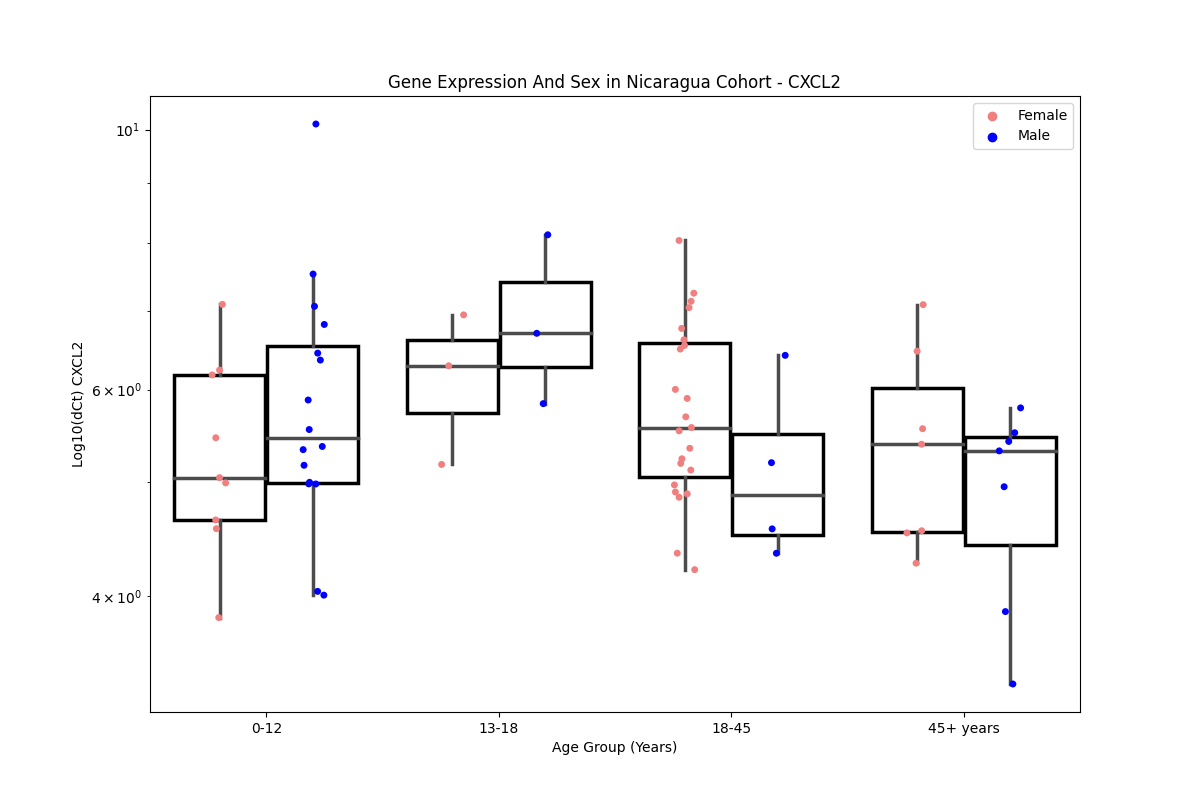 Gene Expression And Sex in Nicaragua Cohort - CXCL2
Female
Male
10¹
6 × 10⁰
4 × 10⁰
Log10(dCt) CXCL2
0-12
13-18
18-45
45+ years
Age Group (Years)